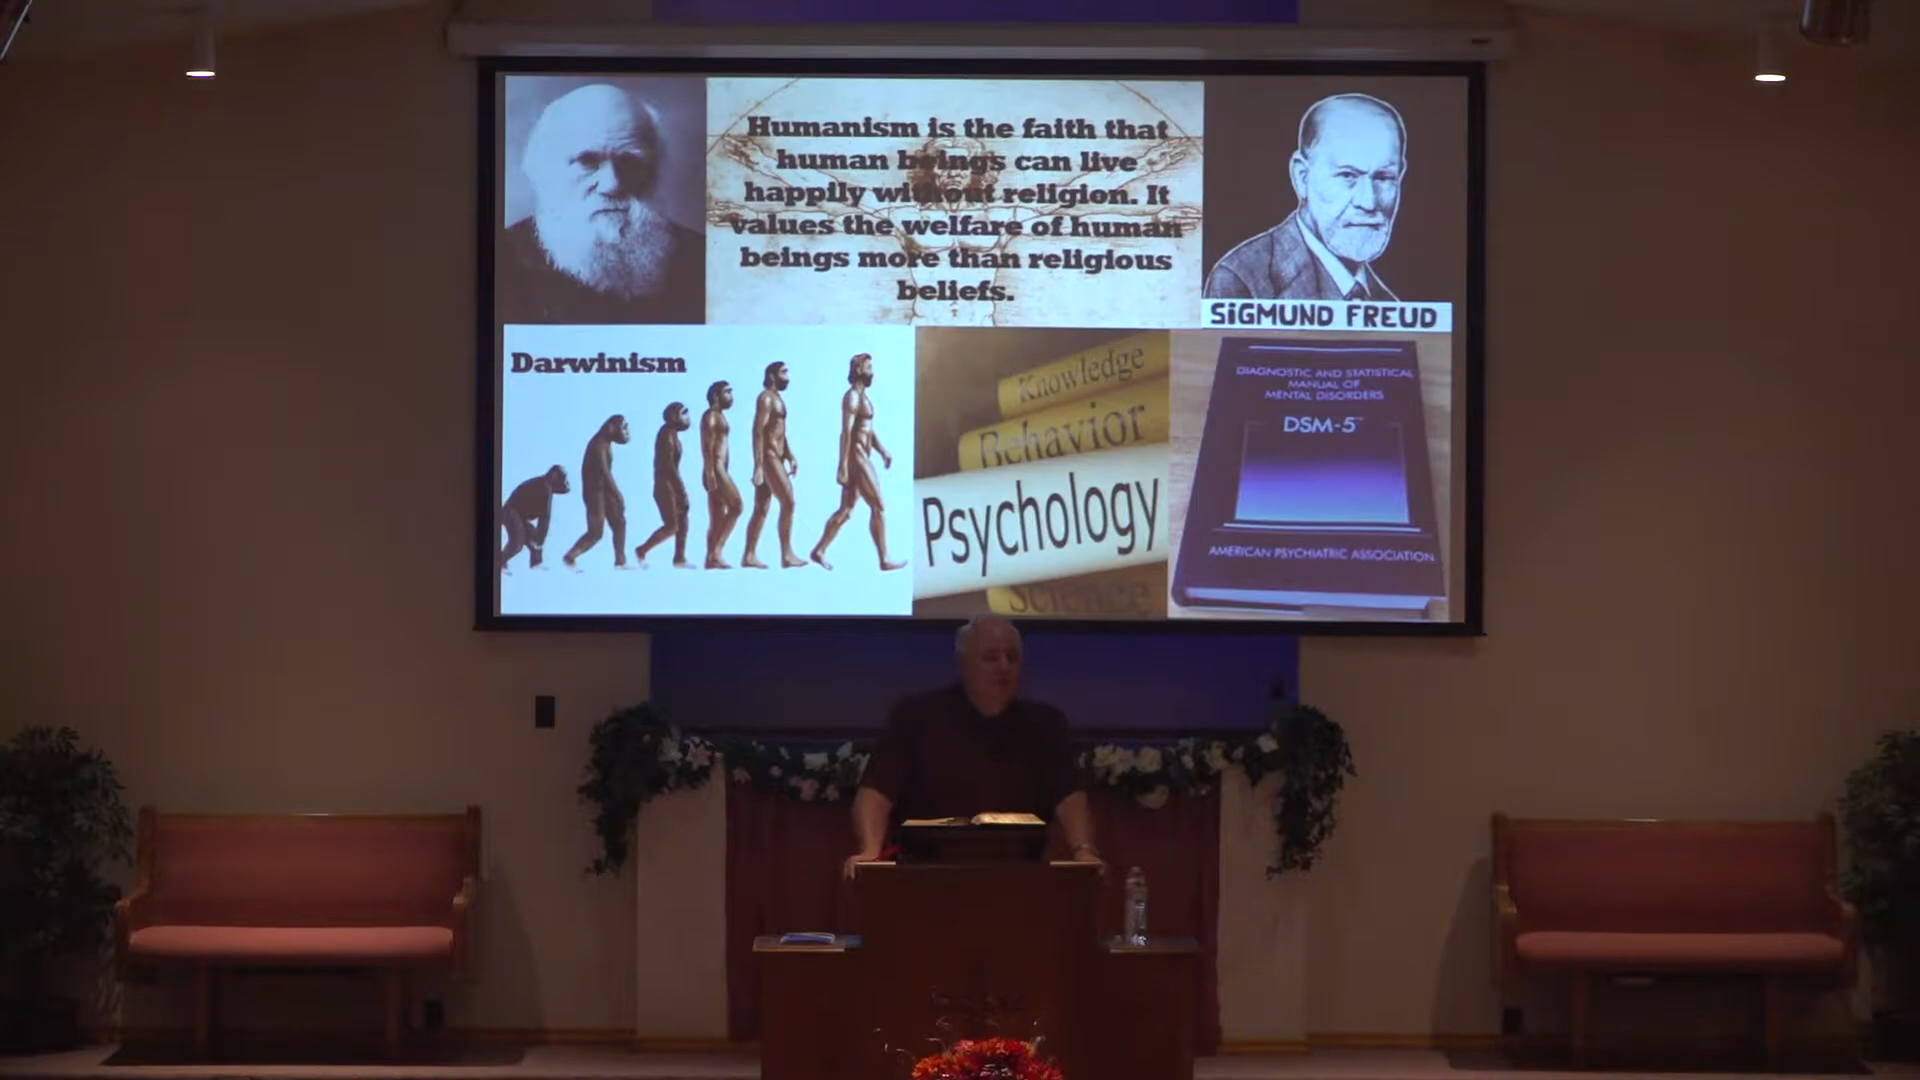 Humanism is the faith that
human beings can live
happily without religion. It
values the welfare of human
beings more than religious
beliefs.
SiGMUND FREUD
Darwinism
Knowledge
Behavior
Psychology
Science
DIAGNOSTIC AND STATISTICAL
MANUAL OF
MENTAL DISORDERS
DSM-5
AMERICAN PSYCHIATRIC ASSOCIATION